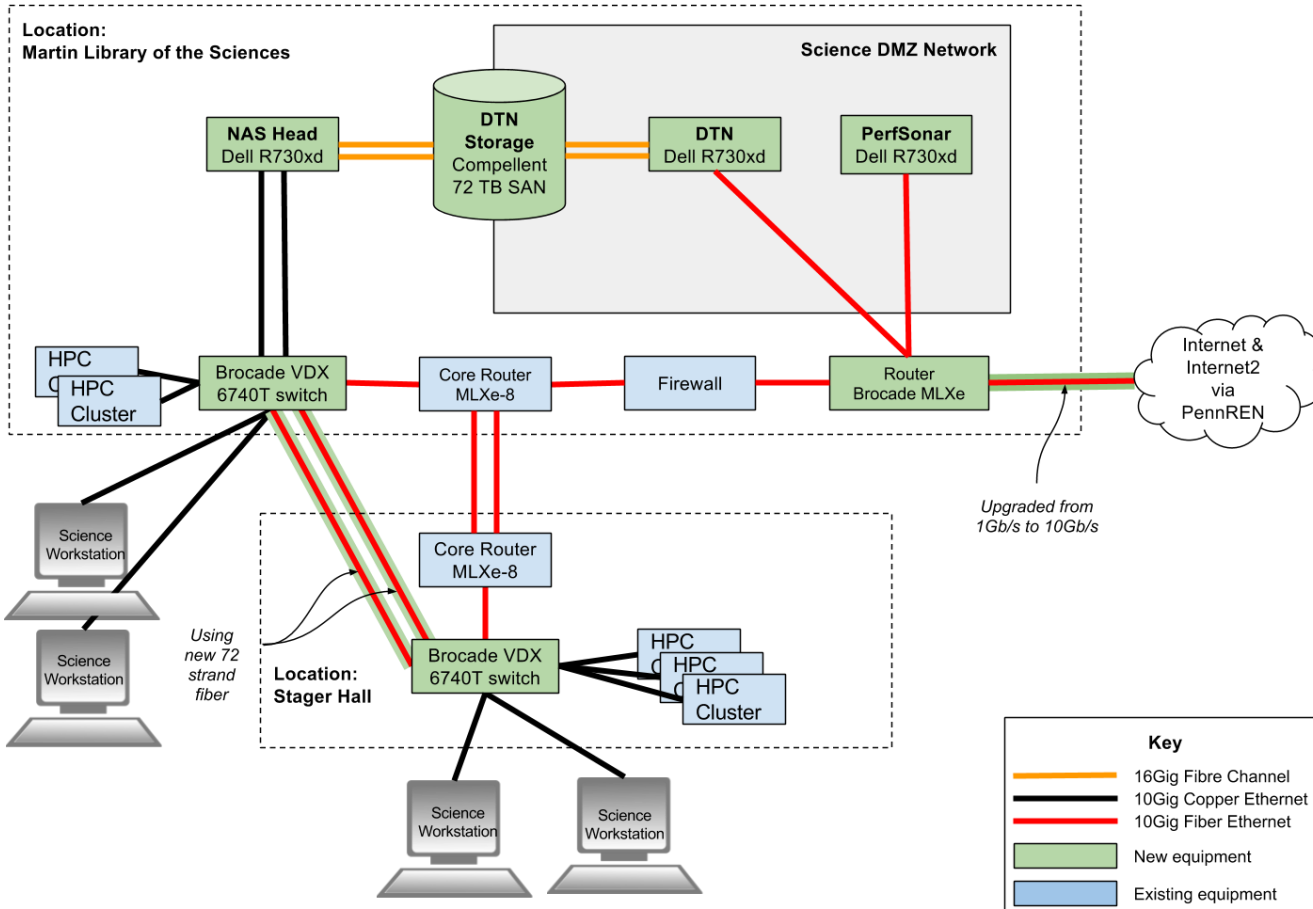 Location:
Martin Library of the Sciences
Science DMZ Network
NAS Head
Dell R730xd
DTN
Storage
Compellent
72 TB SAN
DTN
Dell R730xd
PerfSonar
Dell R730xd
HPC
C
HPC
Cluster
Brocade VDX
6740T switch
Core Router
MLXe-8
Firewall
Router
Brocade MLXe
Internet &
Internet2
via
PennREN
Upgraded from
1Gb/s to 10Gb/s
Science
Workstation
Science
Workstation
Using
new 72
strand
fiber
Core Router
MLXe-8
Location:
Stager Hall
Brocade VDX
6740T switch
HPC
C
HPC
C
HPC
Cluster
Science
Workstation
Science
Workstation
Key
16Gig Fibre Channel
10Gig Copper Ethernet
10Gig Fiber Ethernet
New equipment
Existing equipment